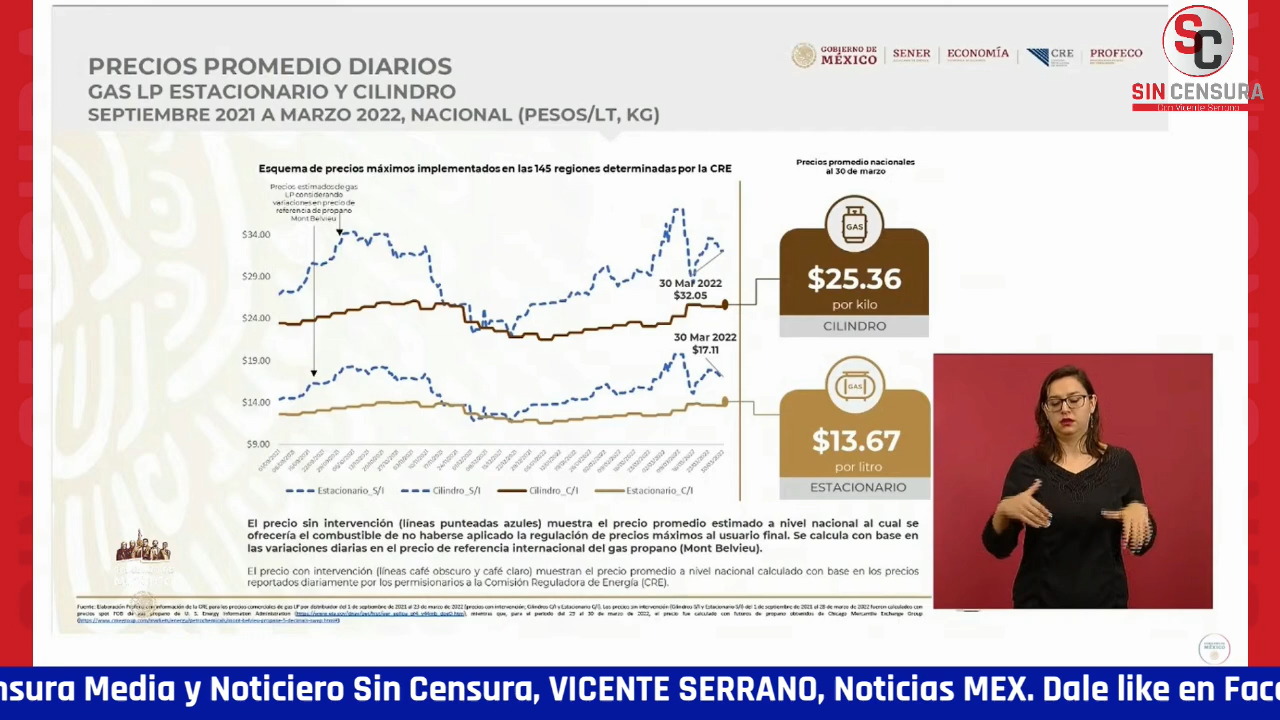 PRECIOS PROMEDIO DIARIOS
GAS LP ESTACIONARIO Y CILINDRO
SEPTIEMBRE 2021 A MARZO 2022, NACIONAL (PESOS/LT, KG)
GOBIERNO DE
MÉXICO
SENER
ECONOMÍA
CRE
PROFECO
SC
SIN CENSURA
Con Vicente Serrano
Esquema de precios máximos implementados en las 145 regiones determinadas por la CRE
Precios estimados de gas
LP considerando
variaciones en precio de
referencia de propano
Mont Belvieu
$34.00
$29.00
$24.00
$19.00
$14.00
$9.00
30 Mar 2022
$32.05
30 Mar 2022
$17.11
Estacionario_S/I
Cilindro_S/I
Cilindro_C/I
Estacionario_C/I
Precios promedio nacionales
al 30 de marzo
GAS
$25.36
por kilo
CILINDRO
GAS
$13.67
por litro
ESTACIONARIO
El precio sin intervención (líneas punteadas azules) muestra el precio promedio estimado a nivel nacional al cual se
ofrecería el combustible de no haberse aplicado la regulación de precios máximos al usuario final. Se calcula con base en
las variaciones diarias en el precio de referencia internacional del gas propano (Mont Belvieu).
El precio con intervención (líneas café obscuro y café claro) muestran el precio promedio a nivel nacional calculado con base en los precios
reportados diariamente por los permisionarios a la Comisión Reguladora de Energía (CRE).
nsura Media y Noticiero Sin Censura, VICENTE SERRANO, Noticias MEX. Dale like en Face